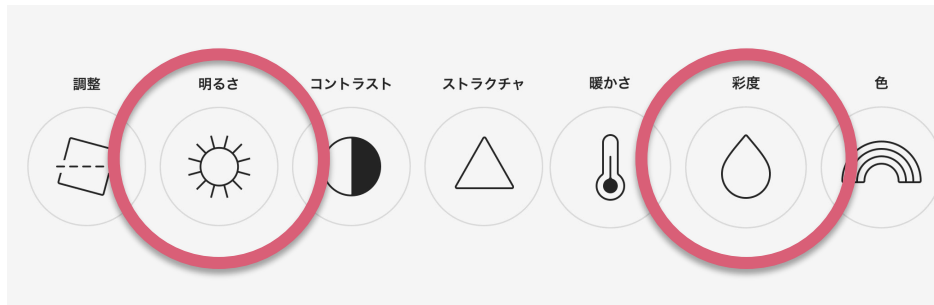 調整
明るさ
コントラスト
ストラクチャ
暖かさ
彩度
色